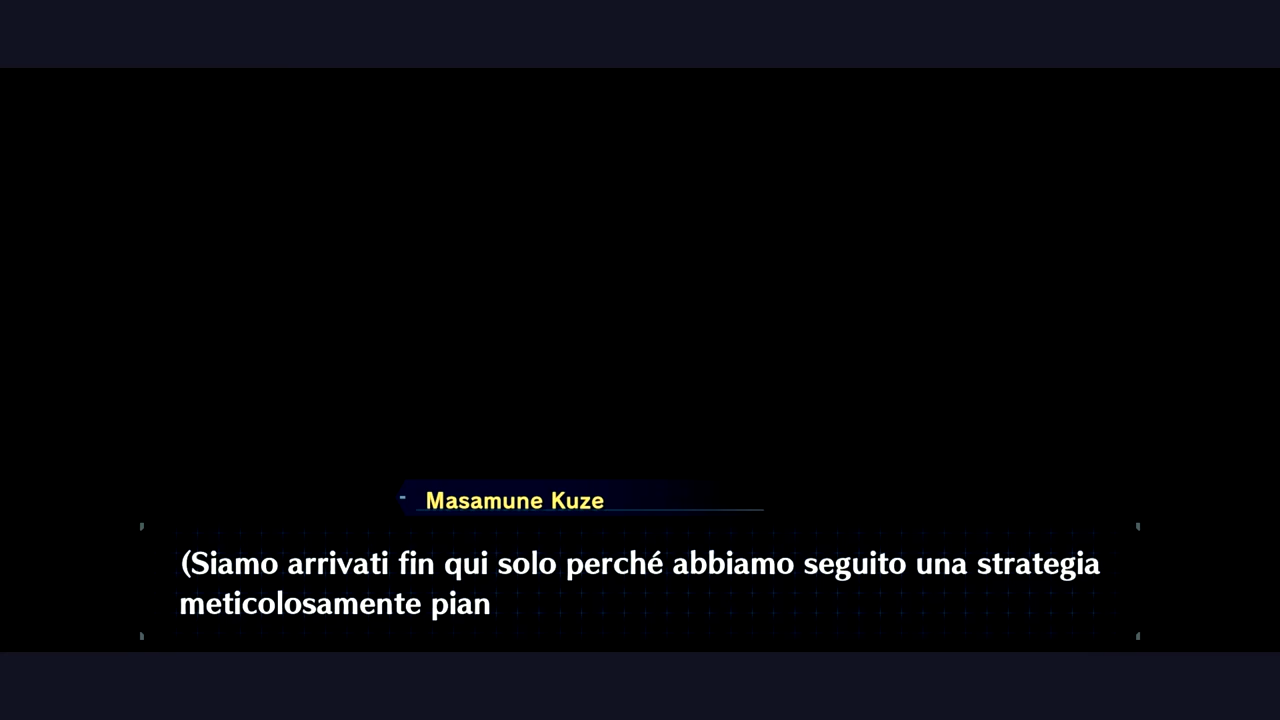 Masamune Kuze
(Siamo arrivati fin qui solo perché abbiamo seguito una strategia
meticolosamente pian